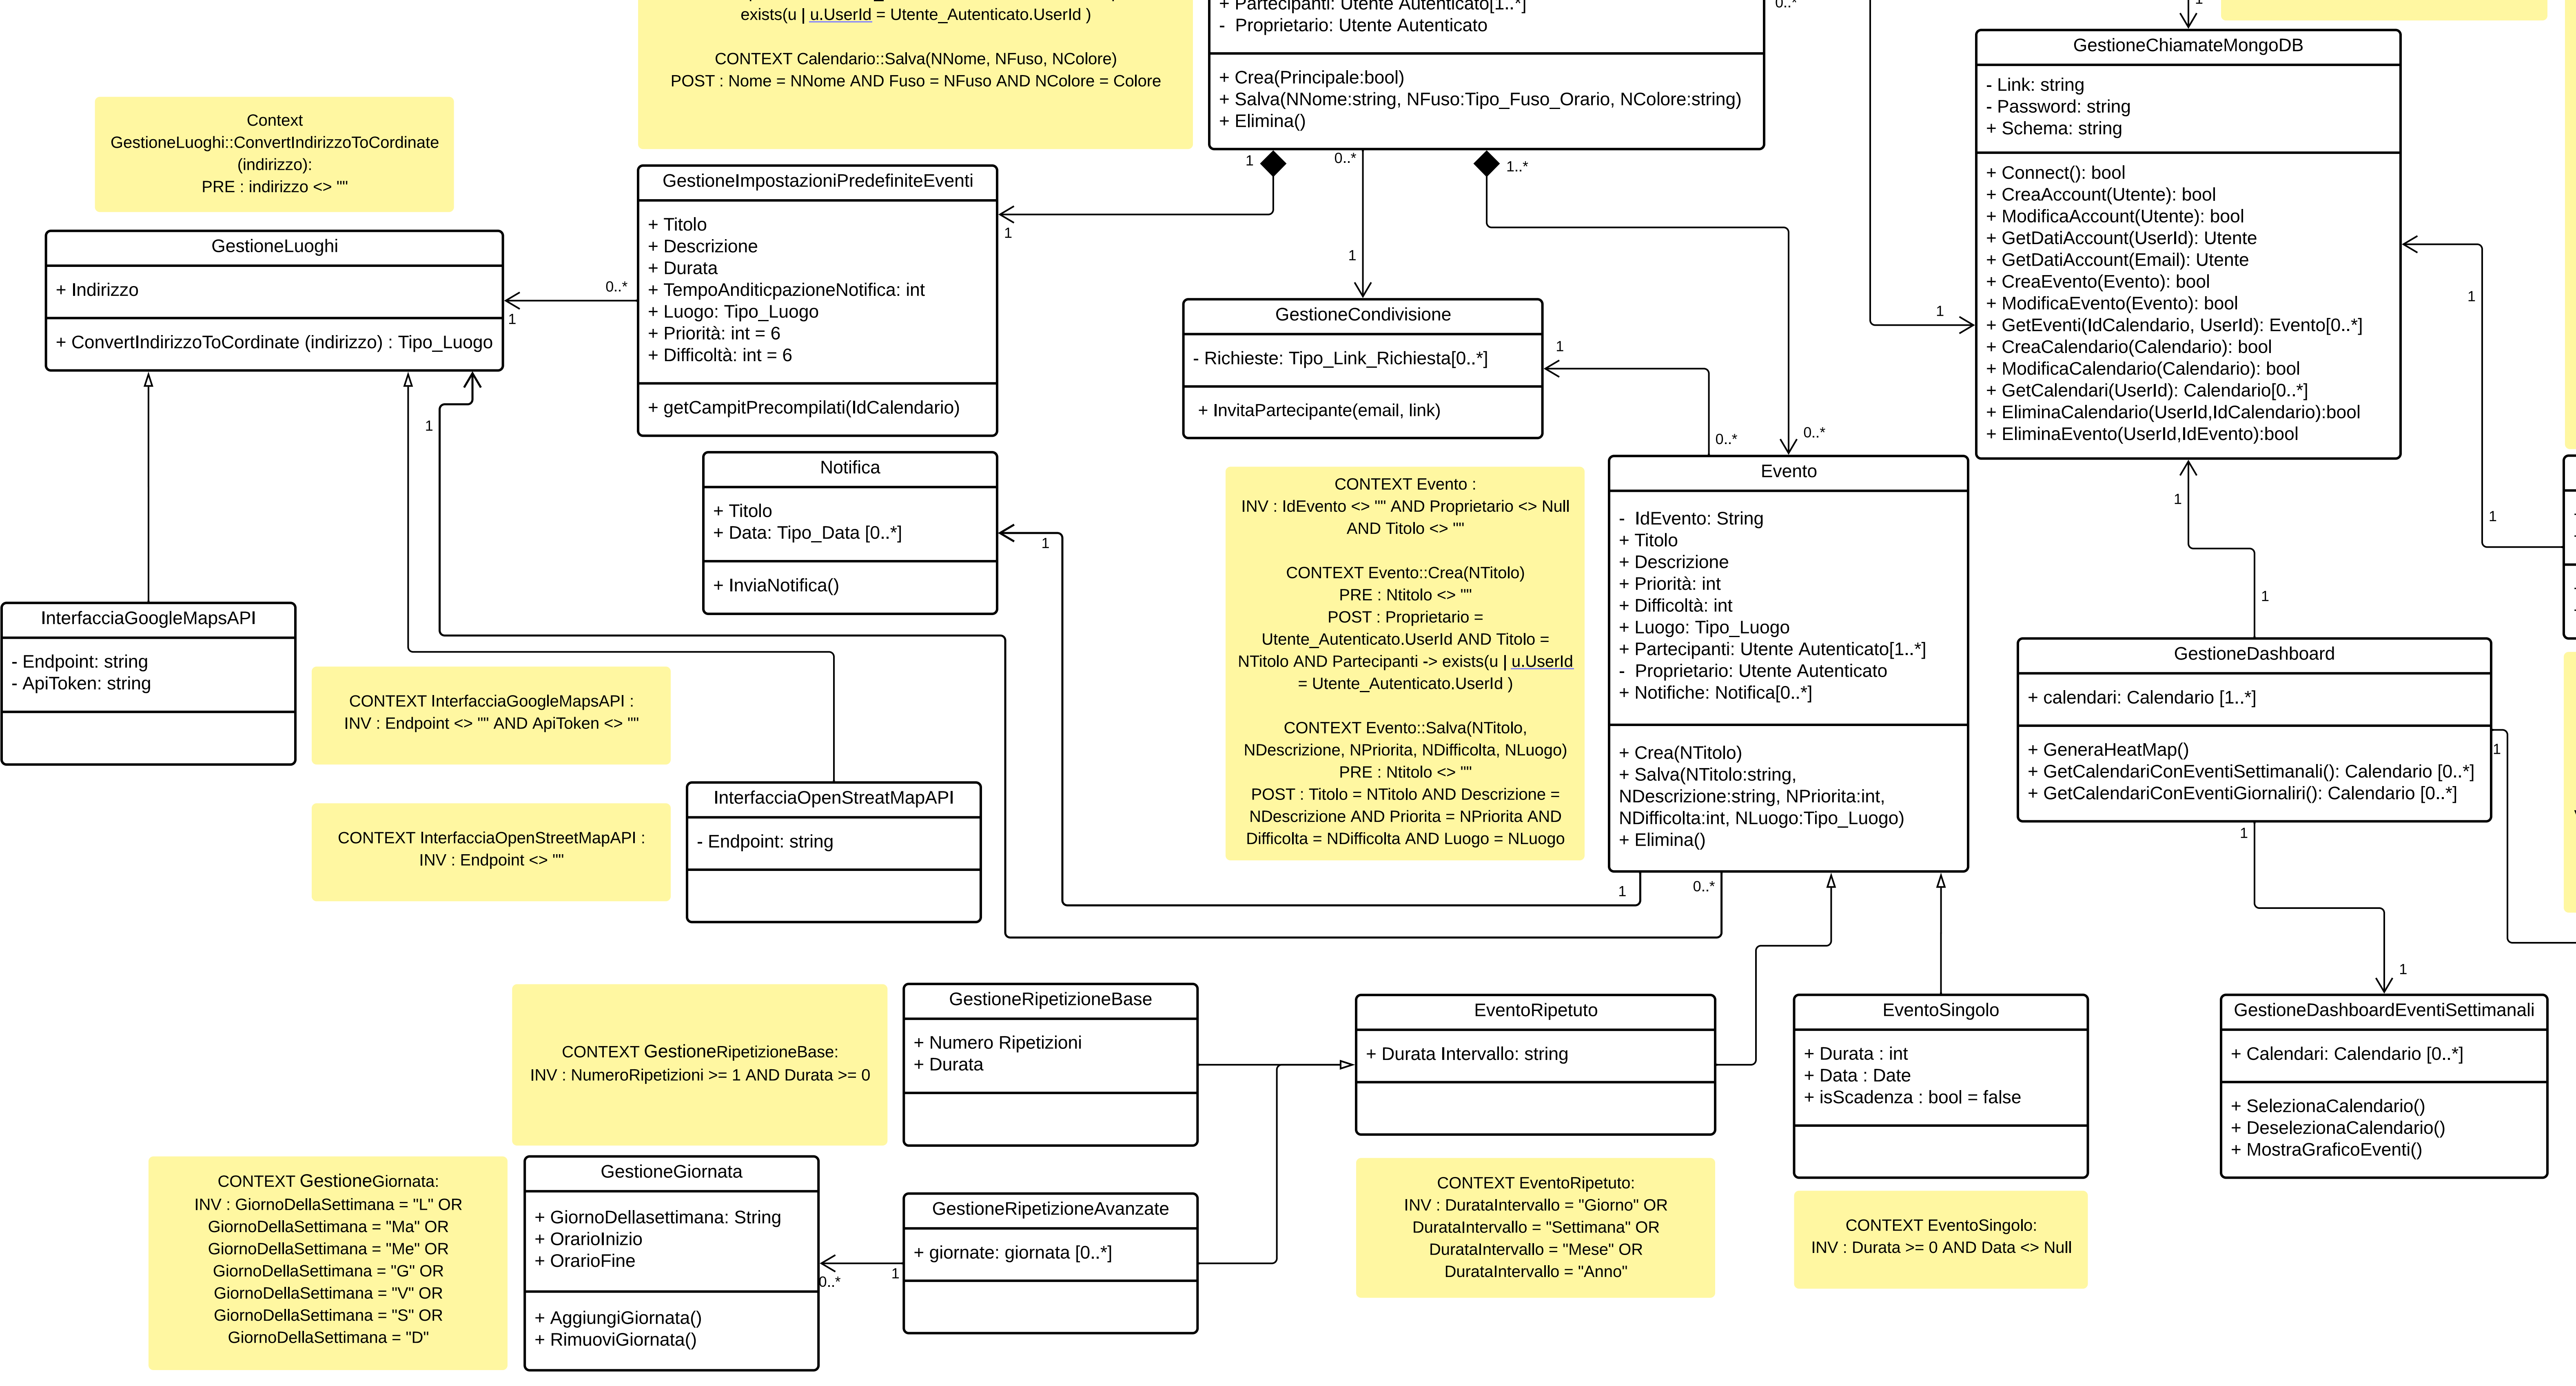 exists(u | u.UserId = Utente_Autenticato.UserId )
CONTEXT Calendario::Salva(NNome, NFuso, NColore)
POST : Nome = NNome AND Fuso = NFuso AND NColore = Colore
+ Partecipanti: Utente Autenticato[1..*]
-  Proprietario: Utente Autenticato
+ Crea(Principale:bool)
+ Salva(NNome:string, NFuso:Tipo_Fuso_Orario, NColore:string)
+ Elimina()
0..*
1
GestioneChiamateMongoDB
- Link: string
- Password: string
+ Schema: string
+ Connect(): bool
+ CreaAccount(Utente): bool
+ ModificaAccount(Utente): bool
+ GetDatiAccount(UserId): Utente
+ GetDatiAccount(Email): Utente
+ CreaEvento(Evento): bool
+ ModificaEvento(Evento): bool
+ GetEventi(IdCalendario, UserId): Evento[0..*]
+ CreaCalendario(Calendario): bool
+ ModificaCalendario(Calendario): bool
+ GetCalendari(UserId): Calendario[0..*]
+ EliminaCalendario(UserId,IdCalendario):bool
+ EliminaEvento(UserId,IdEvento):bool
1
1
1
1
1
Context
GestioneLuoghi::ConvertIndirizzoToCordinate
(indirizzo):
PRE : indirizzo <> ""
GestioneLuoghi
+ Indirizzo
+ ConvertIndirizzoToCordinate (indirizzo) : Tipo_Luogo
0..*
1
1
GestioneImpostazioniPredefiniteEventi
+ Titolo
+ Descrizione
+ Durata
+ TempoAnditicpazioneNotifica: int
+ Luogo: Tipo_Luogo
+ Priorità: int = 6
+ Difficoltà: int = 6
+ getCampitPrecompilati(IdCalendario)
1
1
0..*
1
1..*
0..*
GestioneCondivisione
- Richieste: Tipo_Link_Richiesta[0..*]
+ InvitaPartecipante(email, link)
1
0..*
Notifica
+ Titolo
+ Data: Tipo_Data [0..*]
+ InviaNotifica()
1
InterfacciaGoogleMapsAPI
- Endpoint: string
- ApiToken: string
CONTEXT InterfacciaGoogleMapsAPI :
INV : Endpoint <> "" AND ApiToken <> ""
CONTEXT InterfacciaOpenStreetMapAPI :
INV : Endpoint <> ""
InterfacciaOpenStreatMapAPI
- Endpoint: string
CONTEXT Evento :
INV : IdEvento <> "" AND Proprietario <> Null
AND Titolo <> ""
CONTEXT Evento::Crea(NTitolo)
PRE : Ntitolo <> ""
POST : Proprietario =
Utente_Autenticato.UserId AND Titolo =
NTitolo AND Partecipanti -> exists(u | u.UserId
= Utente_Autenticato.UserId )
CONTEXT Evento::Salva(NTitolo,
NDescrizione, NPriorita, NDifficolta, NLuogo)
PRE : Ntitolo <> ""
POST : Titolo = NTitolo AND Descrizione =
NDescrizione AND Priorita = NPriorita AND
Difficolta = NDifficolta AND Luogo = NLuogo
Evento
-  IdEvento: String
+ Titolo
+ Descrizione
+ Priorità: int
+ Difficoltà: int
+ Luogo: Tipo_Luogo
+ Partecipanti: Utente Autenticato[1..*]
-  Proprietario: Utente Autenticato
+ Notifiche: Notifica[0..*]
+ Crea(NTitolo)
+ Salva(NTitolo:string,
NDescrizione:string, NPriorita:int,
NDifficolta:int, NLuogo:Tipo_Luogo)
+ Elimina()
1
0..*
GestioneDashboard
+ calendari: Calendario [1..*]
+ GeneraHeatMap()
+ GetCalendariConEventiSettimanali(): Calendario [0..*]
+ GetCalendariConEventiGiornaliri(): Calendario [0..*]
1
1
1
1
GestioneRipetizioneBase
+ Numero Ripetizioni
+ Durata
CONTEXT GestioneRipetizioneBase:
INV : NumeroRipetizioni >= 1 AND Durata >= 0
EventoRipetuto
+ Durata Intervallo: string
EventoSingolo
+ Durata : int
+ Data : Date
+ isScadenza : bool = false
GestioneDashboardEventiSettimanali
+ Calendari: Calendario [0..*]
+ SelezionaCalendario()
+ DeselezionaCalendario()
+ MostraGraficoEventi()
CONTEXT GestioneGiornata:
INV : GiornoDellaSettimana = "L" OR
GiornoDellaSettimana = "Ma" OR
GiornoDellaSettimana = "Me" OR
GiornoDellaSettimana = "G" OR
GiornoDellaSettimana = "V" OR
GiornoDellaSettimana = "S" OR
GiornoDellaSettimana = "D"
GestioneGiornata
+ GiornoDellasettimana: String
+ OrarioInizio
+ OrarioFine
+ AggiungiGiornata()
+ RimuoviGiornata()
0..*
1
GestioneRipetizioneAvanzate
+ giornate: giornata [0..*]
CONTEXT EventoRipetuto:
INV : DurataIntervallo = "Giorno" OR
DurataIntervallo = "Settimana" OR
DurataIntervallo = "Mese" OR
DurataIntervallo = "Anno"
CONTEXT EventoSingolo:
INV : Durata >= 0 AND Data <> Null